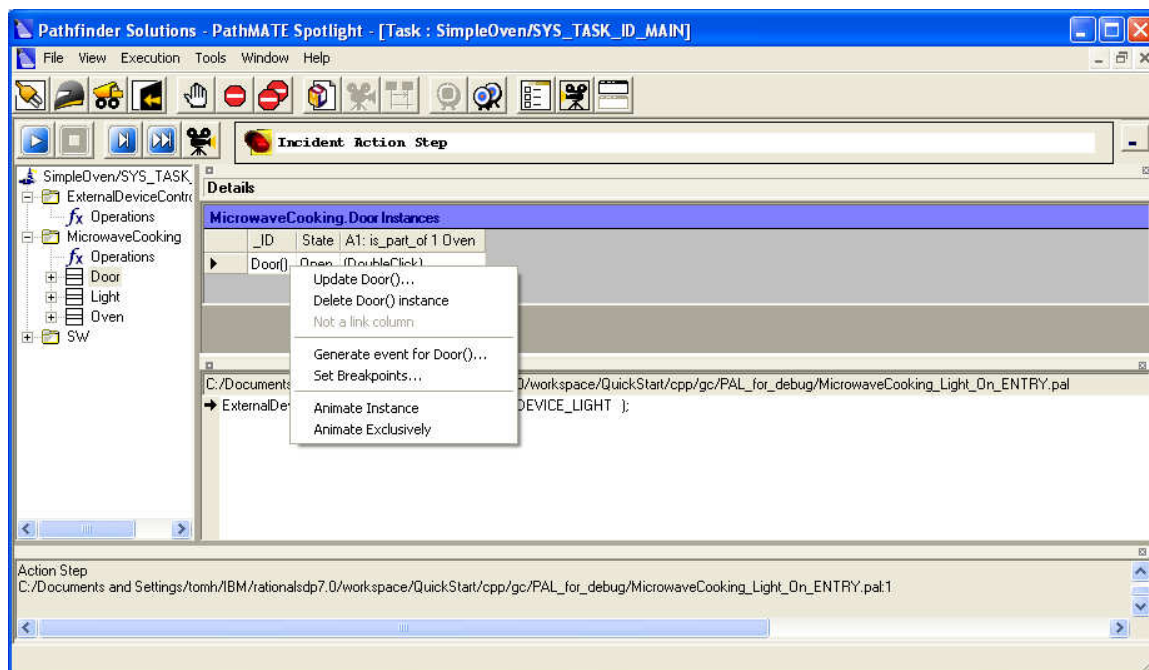 Pathfinder Solutions - PathMATE Spotlight - [Task : SimpleOven/SYS_TASK_ID_MAIN]
File View Execution Tools Window Help
Incident Action Step
SimpleOven/SYS_TASK_
ExternalDeviceContro
Operations
MicrowaveCooking
Operations
Door
Light
Oven
SW
Details
MicrowaveCooking.Door Instances
_ID State A1: is_part_of 1 Oven
Door() Open (DoubleClick)
Update Door()...
Delete Door() instance
Not a link column
Generate event for Door()...
Set Breakpoints...
Animate Instance
Animate Exclusively
C:/Documents /workspace/QuickStart/cpp/gc/PAL_for_debug/MicrowaveCooking_Light_On_ENTRY.pal
ExternalDe DEVICE_LIGHT );
Action Step
C:/Documents and Settings/tomh/IBM/rationalsdp7.0/workspace/QuickStart/cpp/gc/PAL_for_debug/MicrowaveCooking_Light_On_ENTRY.pal:1